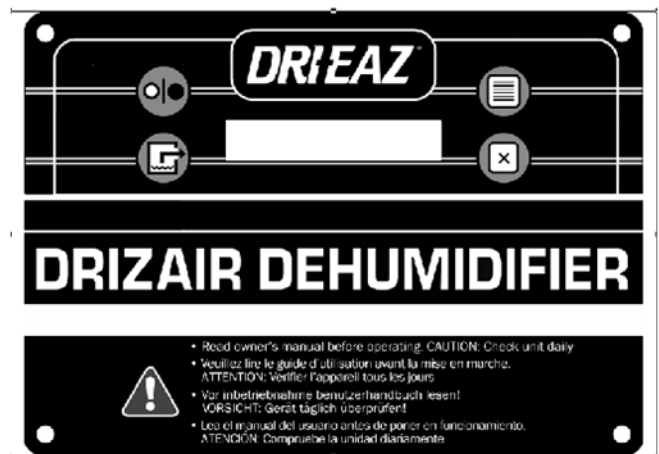 DRI-EAZ
DRIZAIR DEHUMIDIFIER
• Read owner's manual before operating. CAUTION: Check unit daily
• Veuillez lire le guide d'utilisation avant la mise en marche.
ATTENTION: Verifier l'appareil tous les jours
• Vor inbetriebnahme benutzerhandbuch lesen!
VORSICHT: Gerät täglich überprüfen!
• Lea el manual del usuario antes de poner en funcionamiento.
ATENCIÓN: Compruebe la unidad diariamente